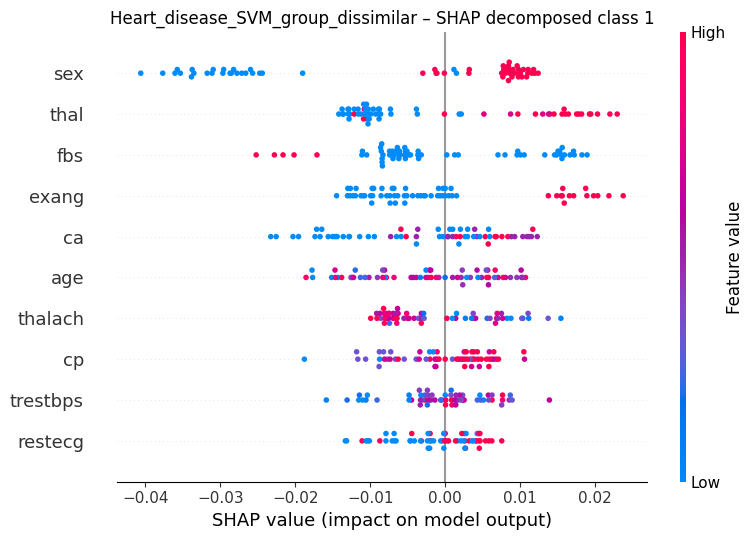 Heart_disease_SVM_group_dissimilar – SHAP decomposed class 1
High
sex
thal
fbs
exang
ca
age
thalach
cp
trestbps
restecg
Feature value
Low
−0.04 −0.03 −0.02 −0.01 0.00 0.01 0.02
SHAP value (impact on model output)